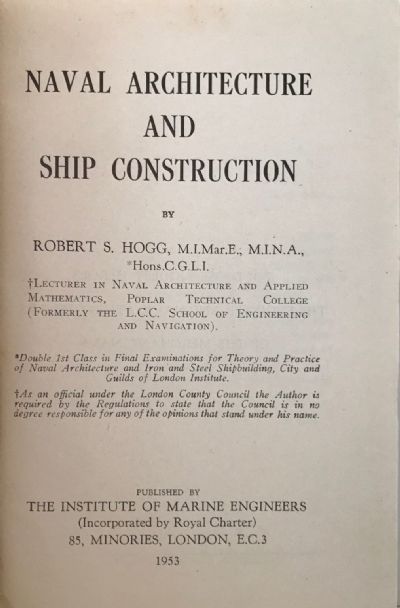 NAVAL ARCHITECTURE
AND
SHIP CONSTRUCTION
BY
ROBERT S. HOGG, M.I.Mar.E., M.I.N.A.,
*Hons.C.G.L.I.
†LECTURER IN NAVAL ARCHITECTURE AND APPLIED
MATHEMATICS, POPLAR TECHNICAL COLLEGE
(FORMERLY THE L.C.C. SCHOOL OF ENGINEERING
AND NAVIGATION).
*Double 1st Class in Final Examinations for Theory and Practice
of Naval Architecture and Iron and Steel Shipbuilding, City and
Guilds of London Institute.
†As an official under the London County Council the Author is
required by the Regulations to state that the Council is in no
degree responsible for any of the opinions that stand under his name.
PUBLISHED BY
THE INSTITUTE OF MARINE ENGINEERS
(Incorporated by Royal Charter)
85, MINORIES, LONDON, E.C.3
1953